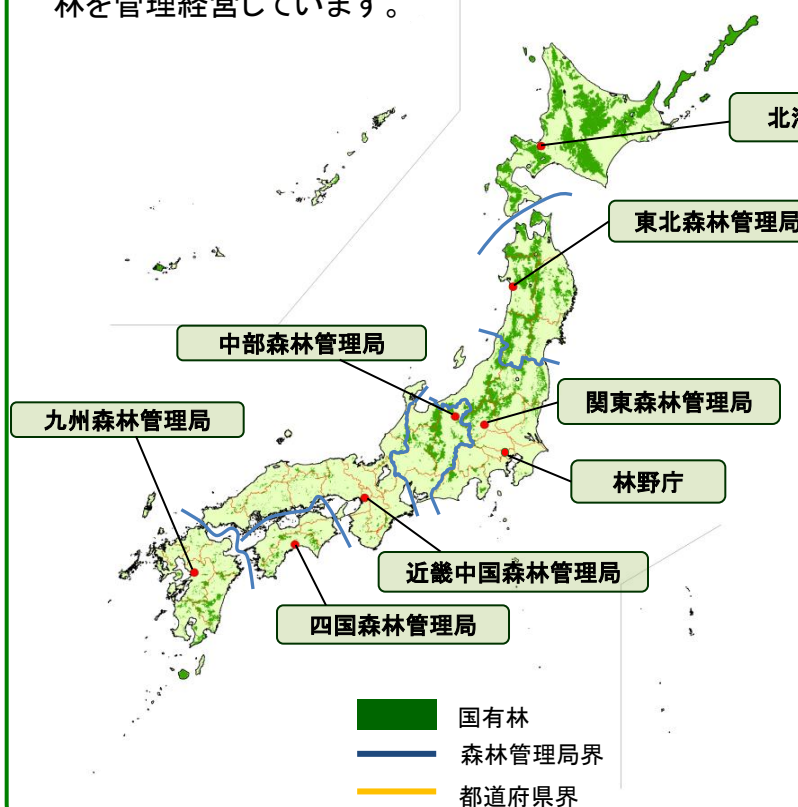 林を管理経営しています。
北
東北森林管理局
中部森林管理局
関東森林管理局
九州森林管理局
林野庁
近畿中国森林管理局
四国森林管理局
国有林
森林管理局界
都道府県界